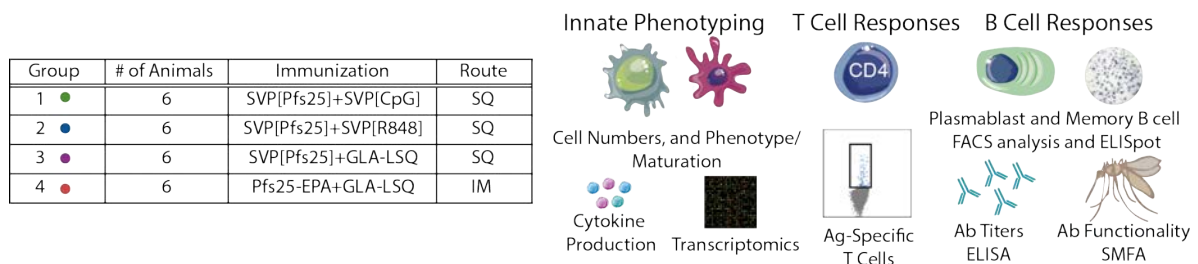 Group # of Animals Immunization Route
1 6 SVP[Pfs25]+SVP[CpG] SQ
2 6 SVP[Pfs25]+SVP[R848] SQ
3 6 SVP[Pfs25]+GLA-LSQ SQ
4 6 Pfs25-EPA+GLA-LSQ IM
Innate Phenotyping
Cell Numbers, and Phenotype/
Maturation
Cytokine
Production
Transcriptomics
T Cell Responses
CD4
Ag-Specific
T Cells
B Cell Responses
Plasmablast and Memory B cell
FACS analysis and ELISpot
Ab Titers
ELISA
Ab Functionality
SMFA